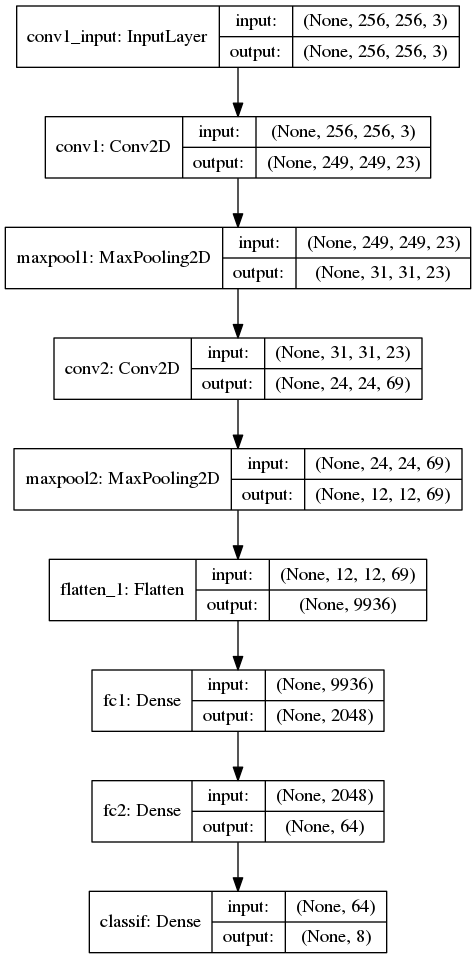 conv1_input: InputLayer
input: (None, 256, 256, 3)
output: (None, 256, 256, 3)
conv1: Conv2D
input: (None, 256, 256, 3)
output: (None, 249, 249, 23)
maxpool1: MaxPooling2D
input: (None, 249, 249, 23)
output: (None, 31, 31, 23)
conv2: Conv2D
input: (None, 31, 31, 23)
output: (None, 24, 24, 69)
maxpool2: MaxPooling2D
input: (None, 24, 24, 69)
output: (None, 12, 12, 69)
flatten_1: Flatten
input: (None, 12, 12, 69)
output: (None, 9936)
fc1: Dense
input: (None, 9936)
output: (None, 2048)
fc2: Dense
input: (None, 2048)
output: (None, 64)
classif: Dense
input: (None, 64)
output: (None, 8)